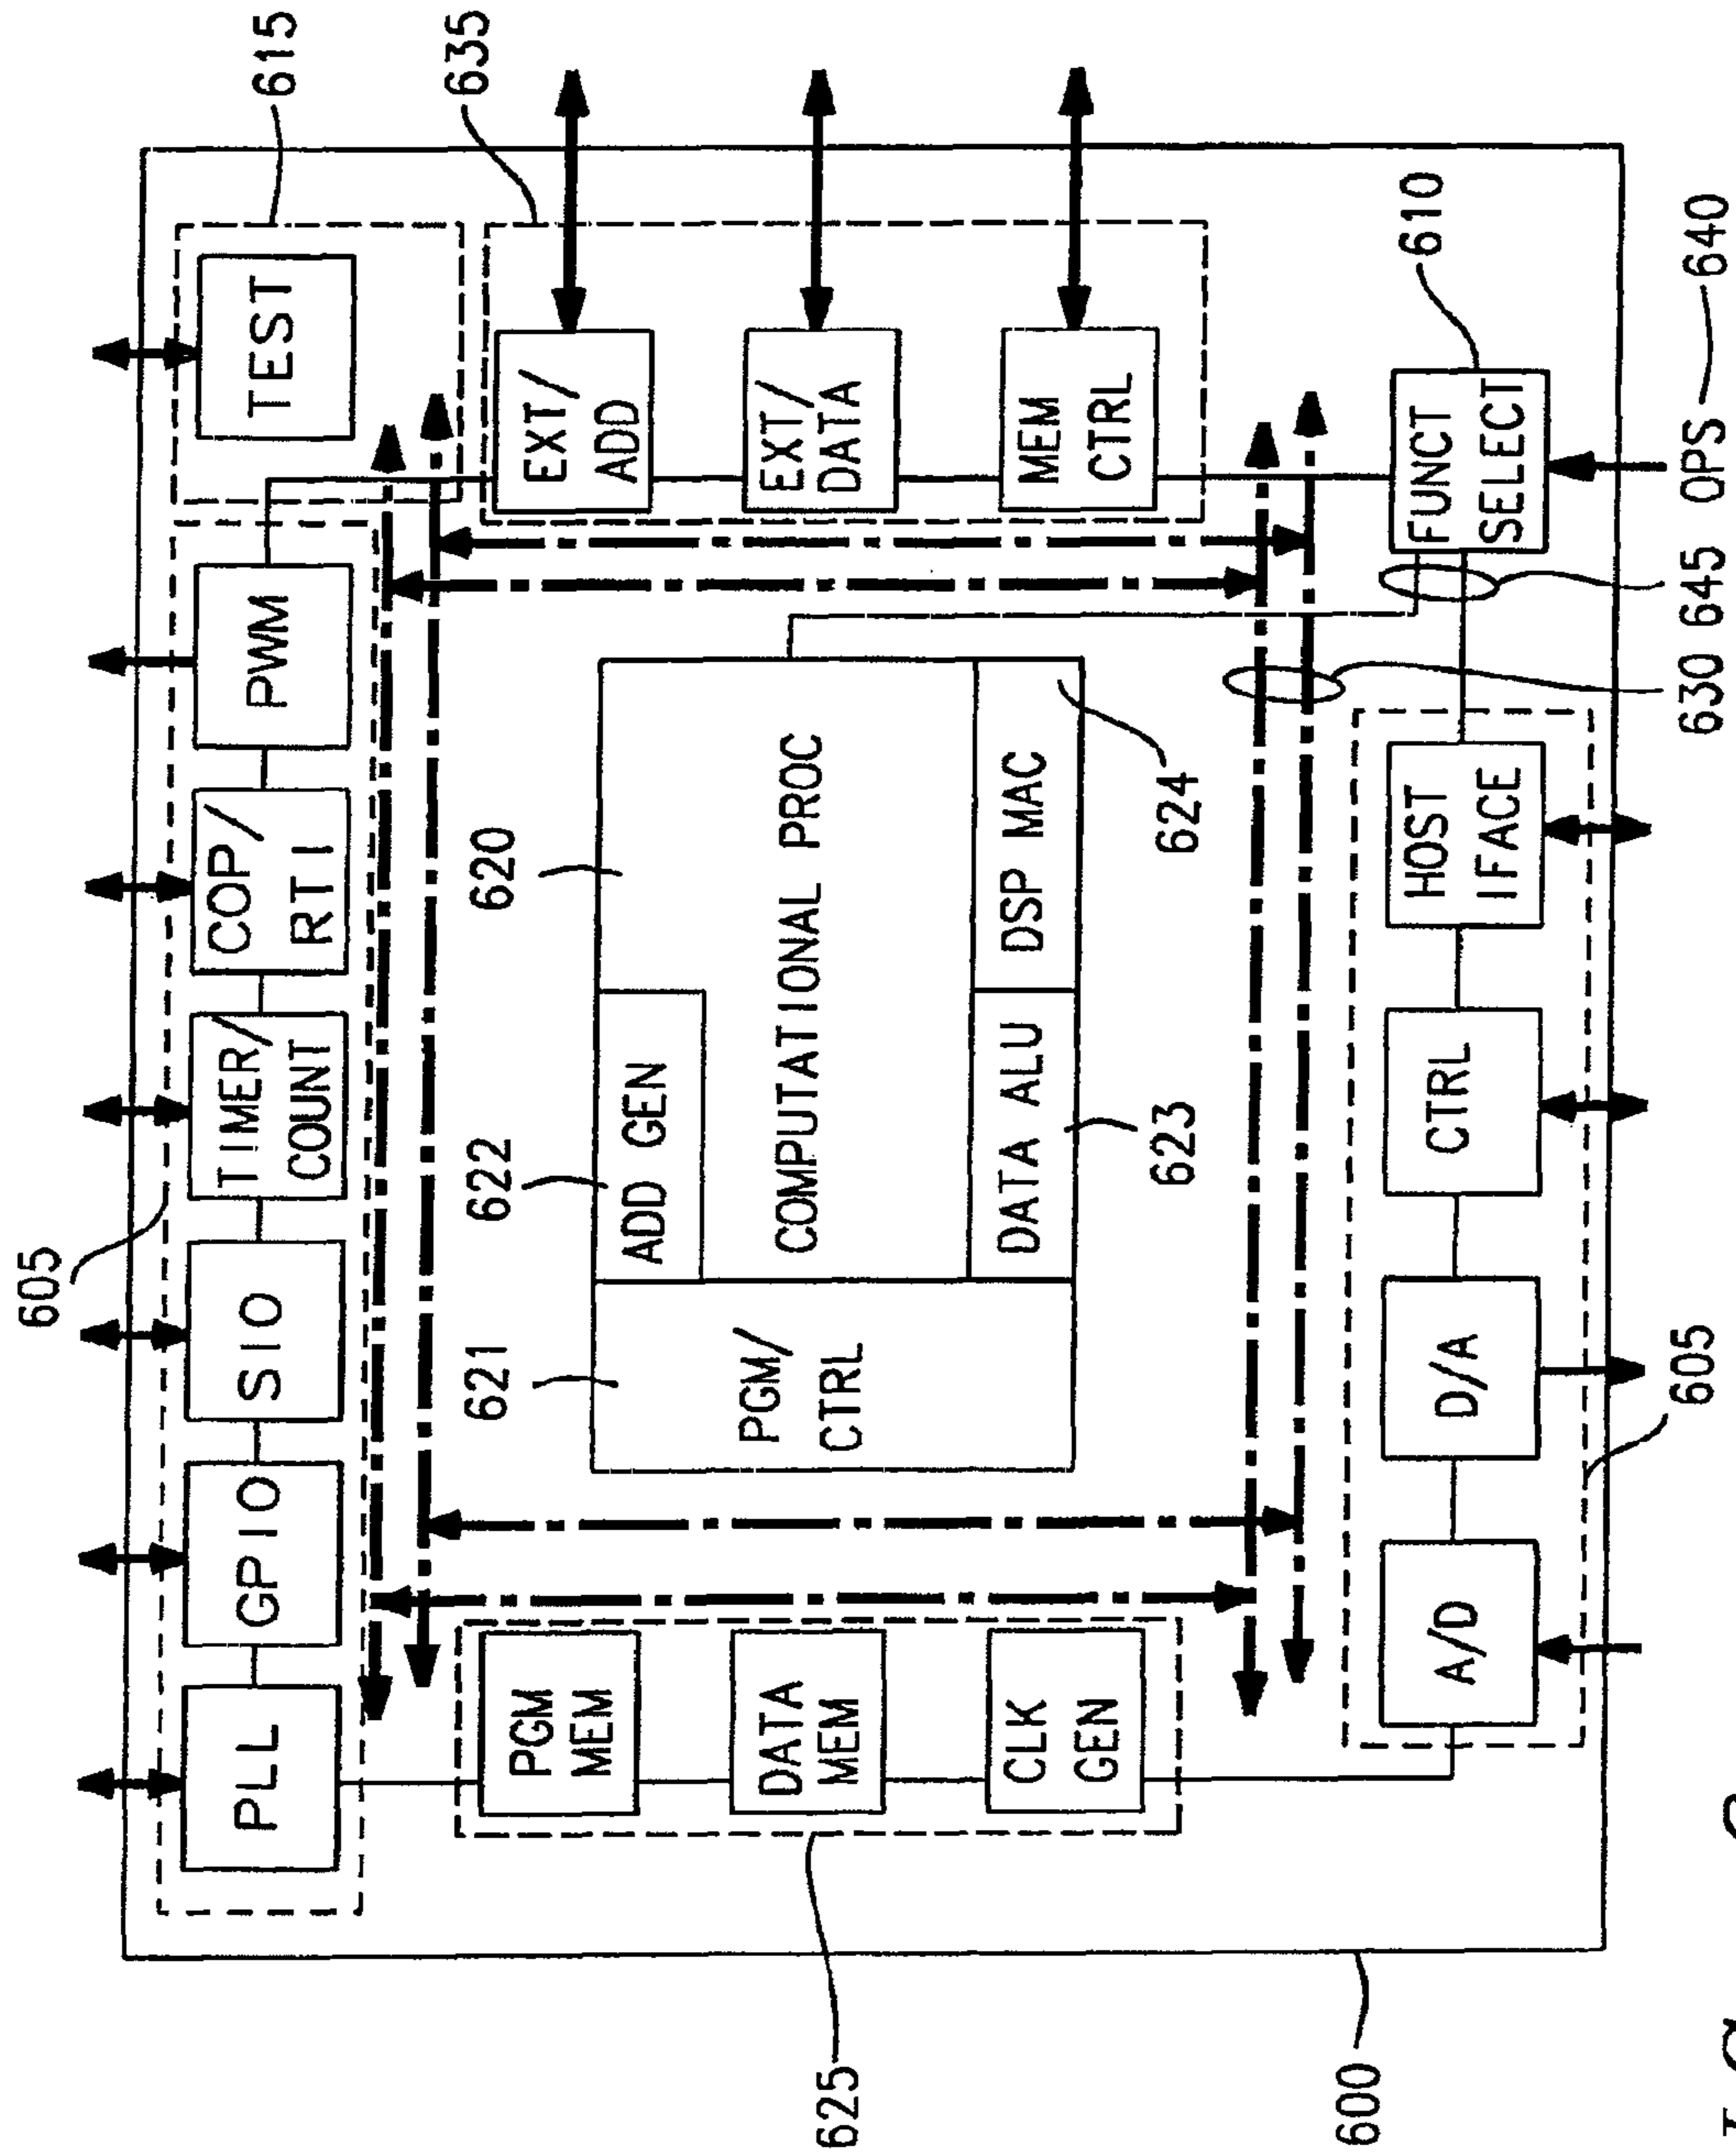 605
615
635
TEST
PWM
COP/
RTI
TIMER/
COUNT
SIO
GPIO
PLL
EXT/
ADD
EXT/
DATA
MEM
CTRL
FUNCT
SELECT
610
OPS
640
645
630
620
622
621
ADD GEN
COMPUTATIONAL PROC
PGM/
CTRL
DATA ALU
DSP MAC
623
624
PGM
MEM
DATA
MEM
CLK
GEN
625
A/D
D/A
CTRL
HOST
IFACE
605
600